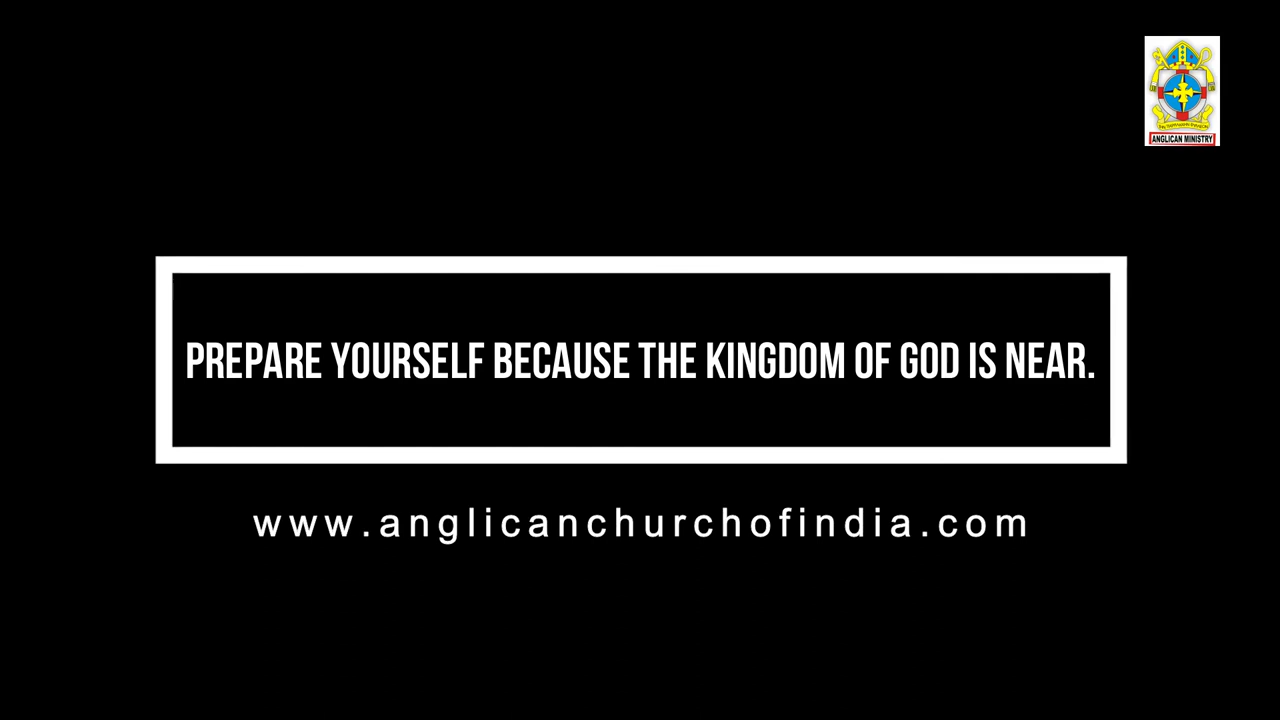 ANGLICAN MINISTRY
PREPARE YOURSELF BECAUSE THE KINGDOM OF GOD IS NEAR.
www.anglicanchurchofindia.com